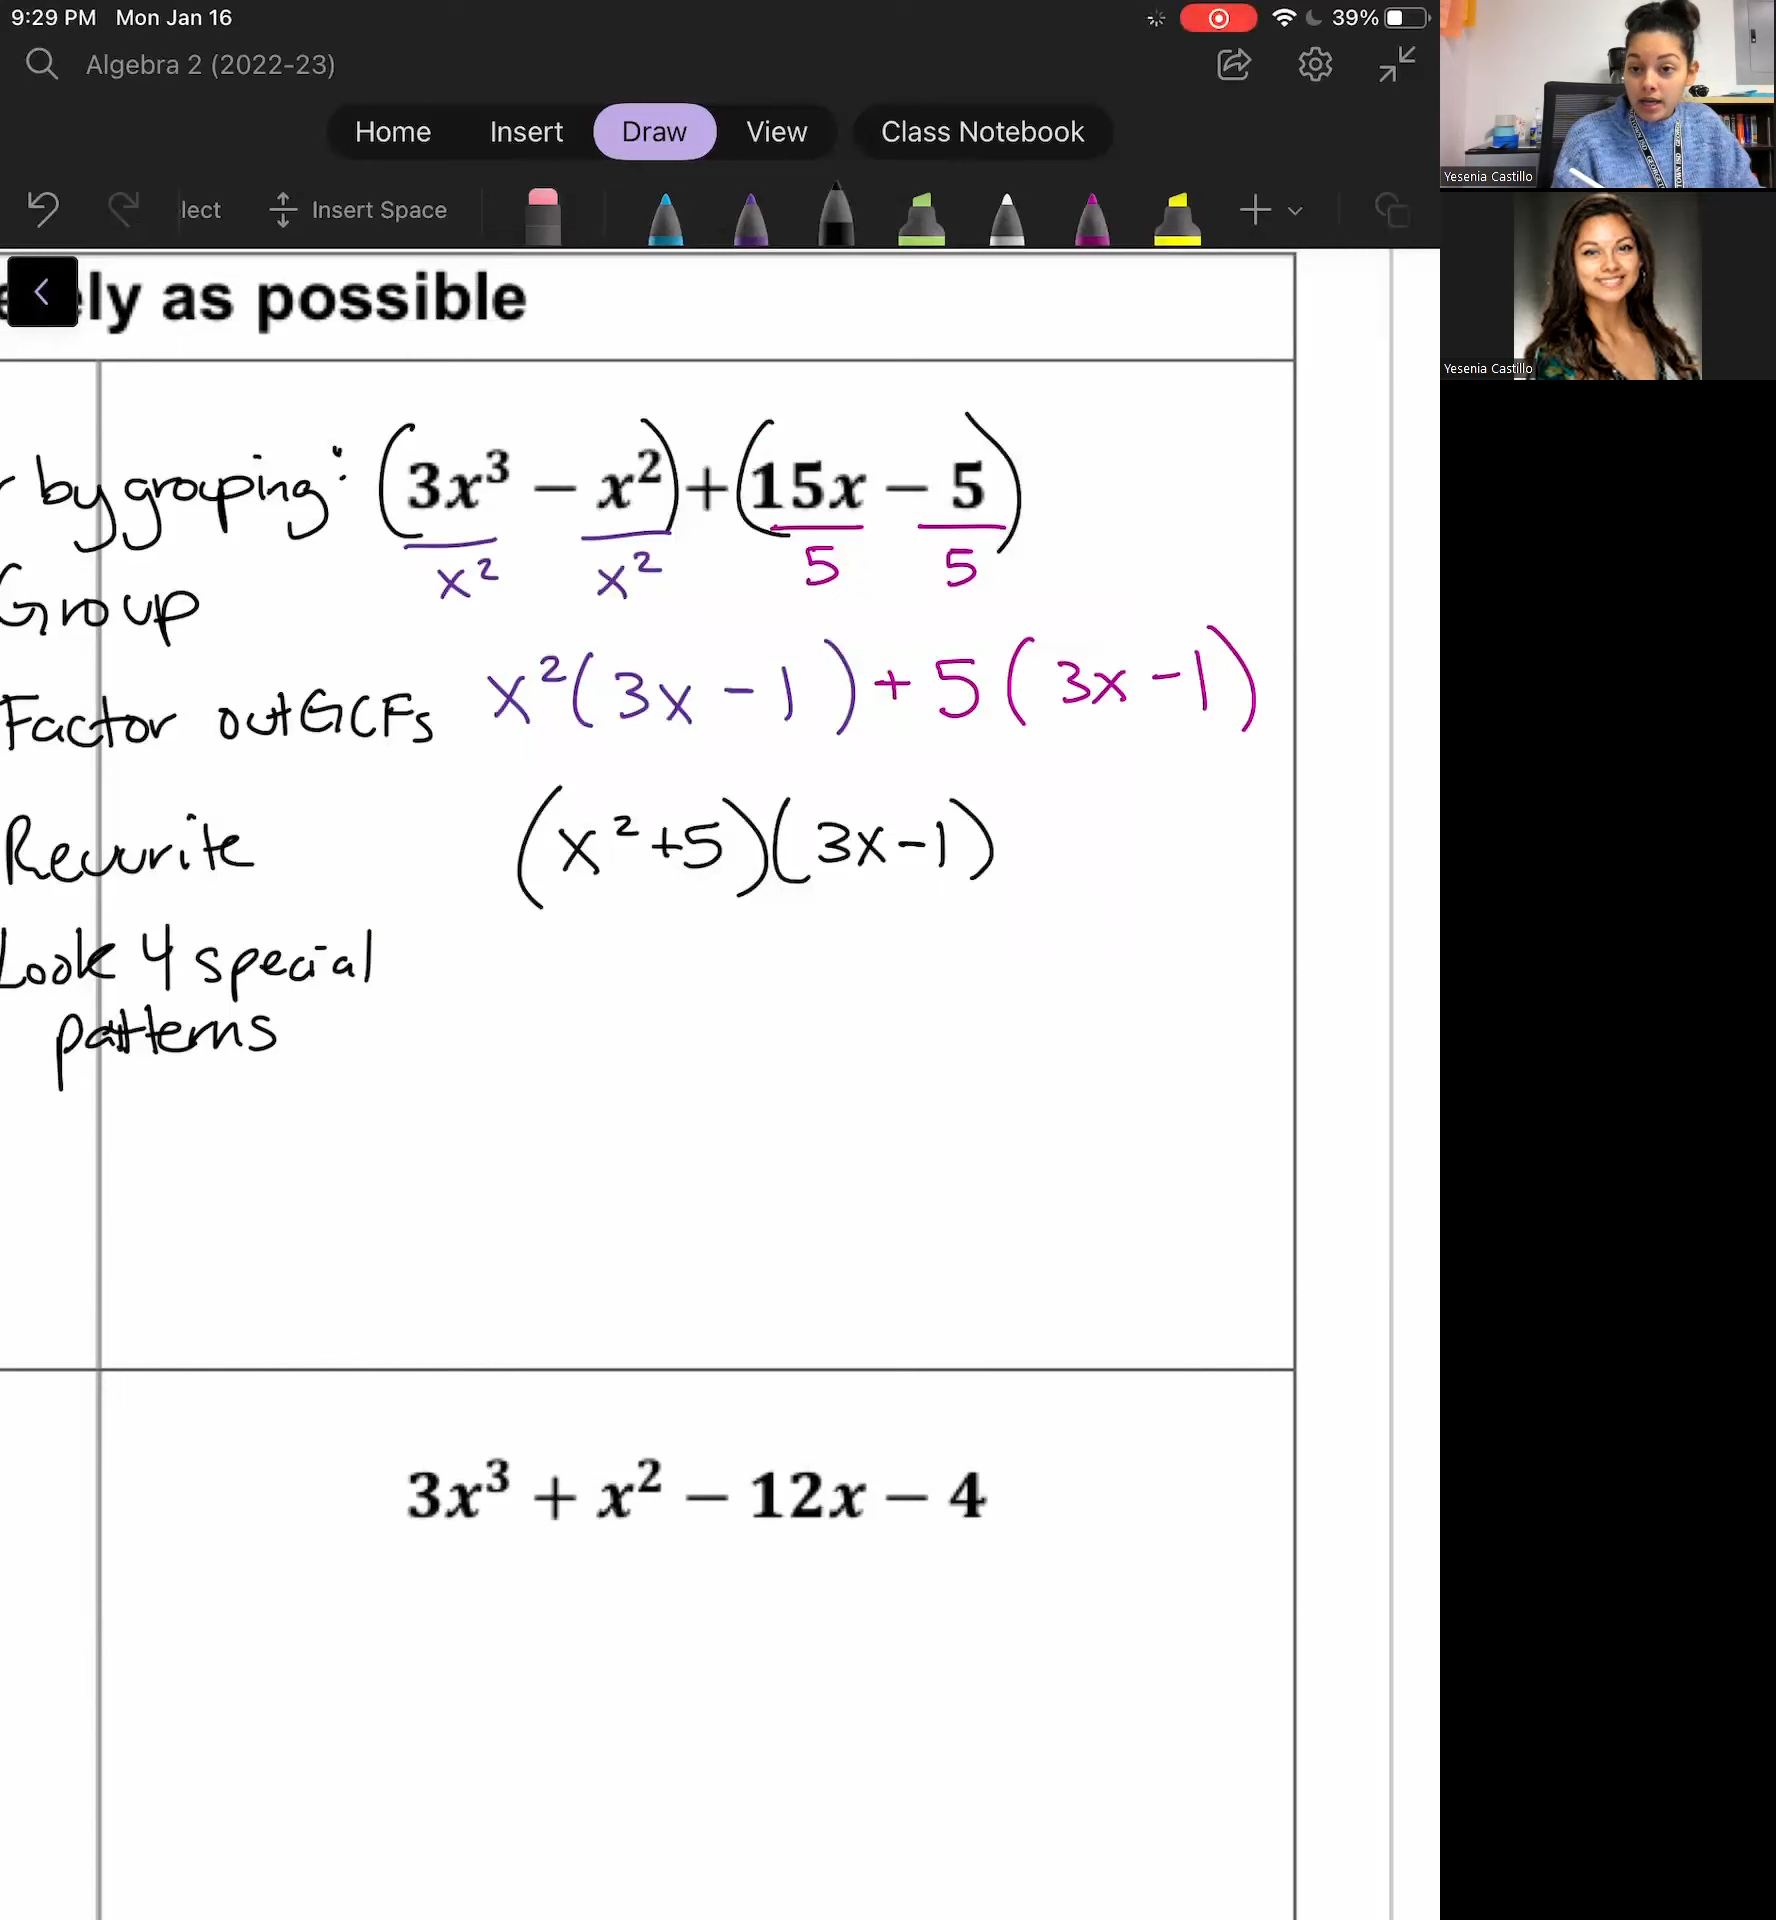 9:29 PM Mon Jan 16
39%
Algebra 2 (2022-23)
Home Insert Draw View Class Notebook
lect Insert Space
ly as possible
by grouping: (3x³ − x²) + (15x − 5)
x² x² 5 5
Group
Factor out GCFs x²(3x − 1) + 5(3x − 1)
Rewrite (x²+5)(3x−1)
Look 4 special
patterns
3x³ + x² − 12x − 4
Yesenia Castillo
Yesenia Castillo